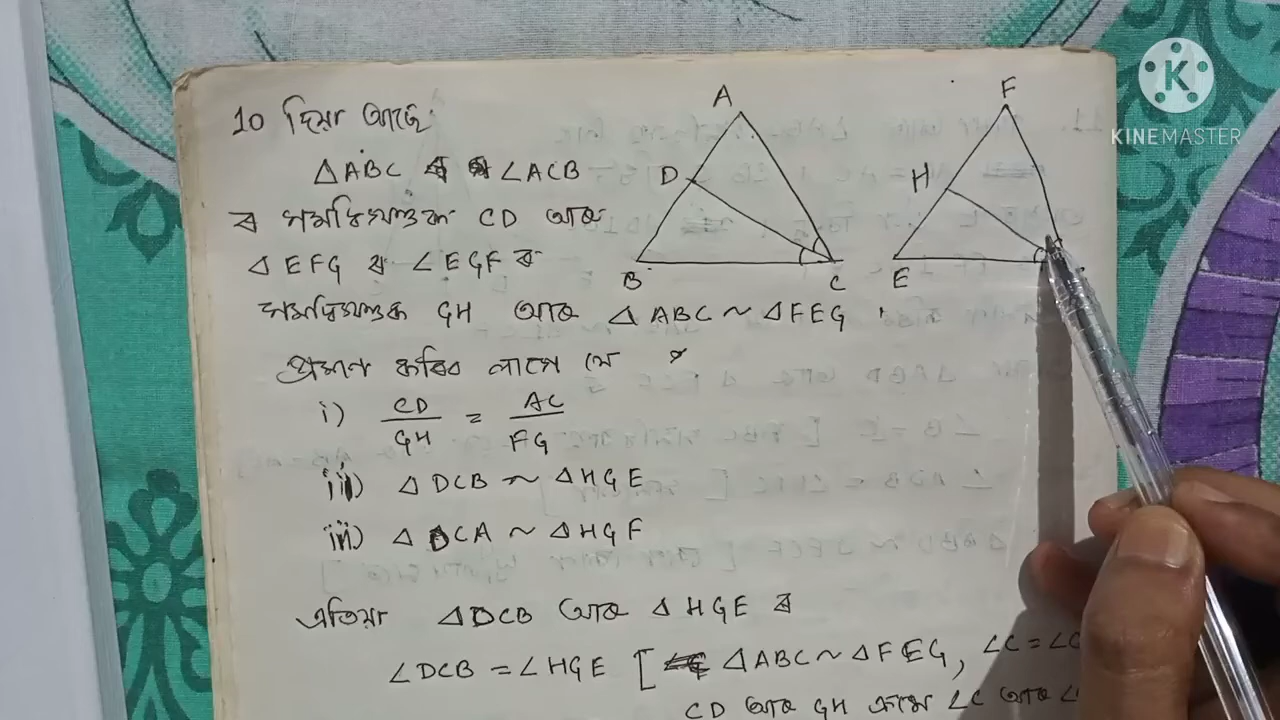 10 দিয়া আছে
△ABC ∠ACB
ৰ সমদ্বিখণ্ডক CD আৰু
△EFG ৰ ∠EGF ৰ
সমদ্বিখণ্ডক GH আৰু △ABC ~ △FEG ।
প্ৰমাণ কৰিব লাগে যে
i) CD/GH = AC/FG
ii) △DCB ~ △HGE
iii) △DCA ~ △HGF
এতিয়া △DCB আৰু △HGE ৰ
∠DCB = ∠HGE [ △ABC ~ △FEG, ∠C = ∠
CD আৰু GH ক্ৰমে ∠C আৰু ∠
A
D
B
C
F
H
E
K
KINEMASTER